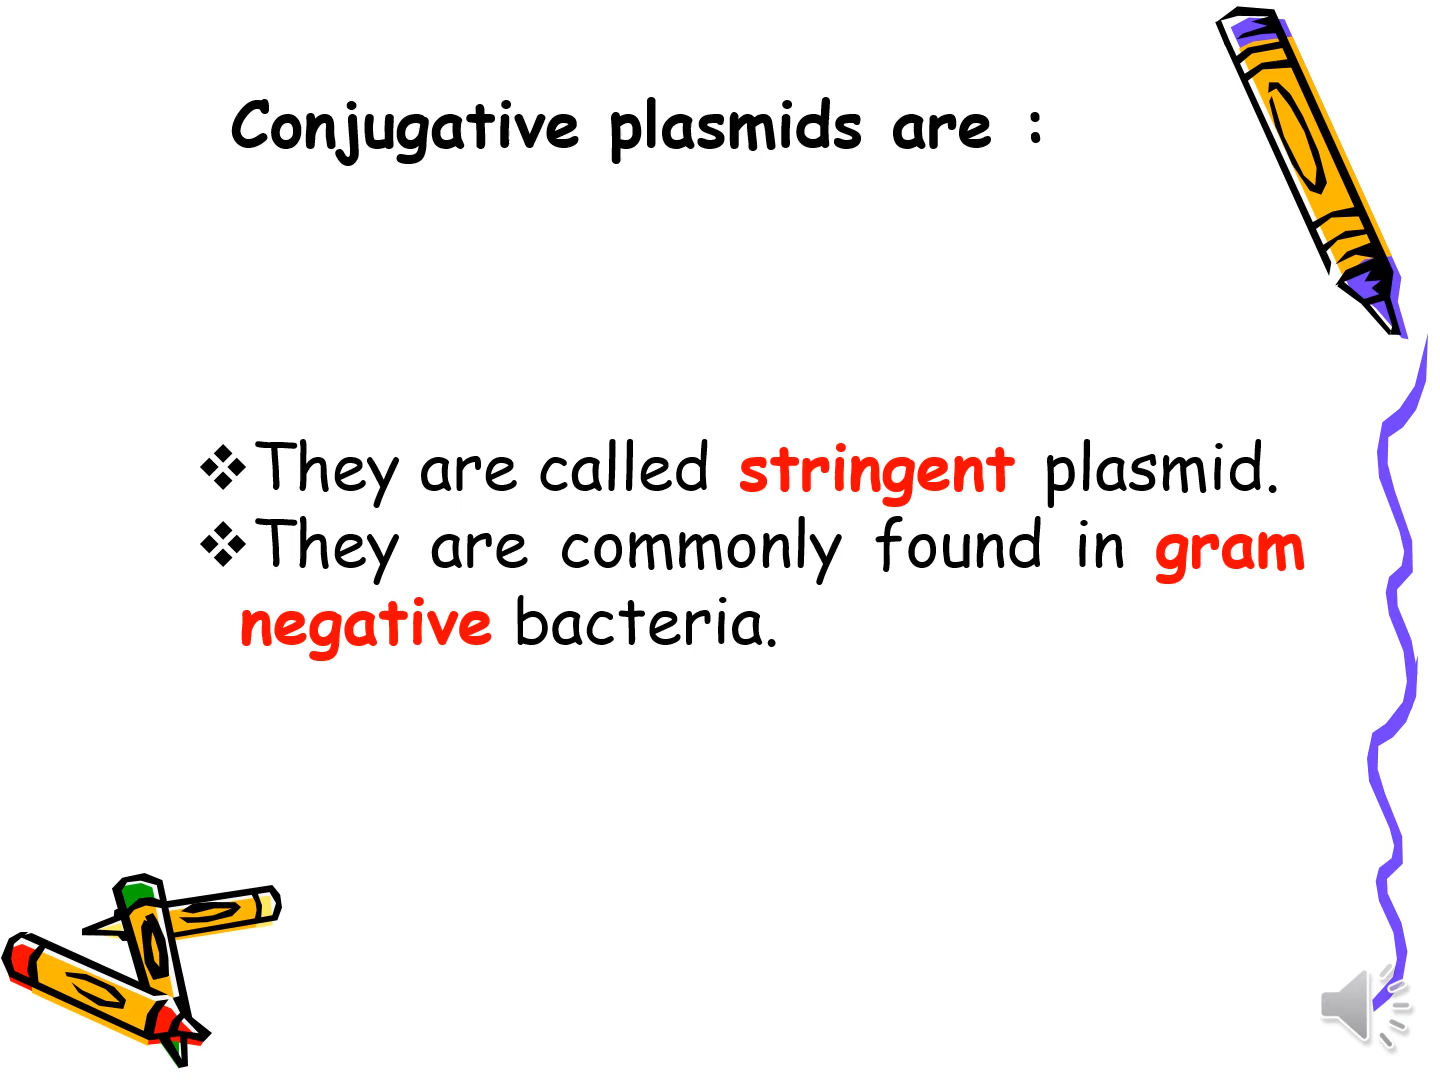 Conjugative plasmids are :
❖They are called stringent plasmid.
❖They are commonly found in gram
negative bacteria.